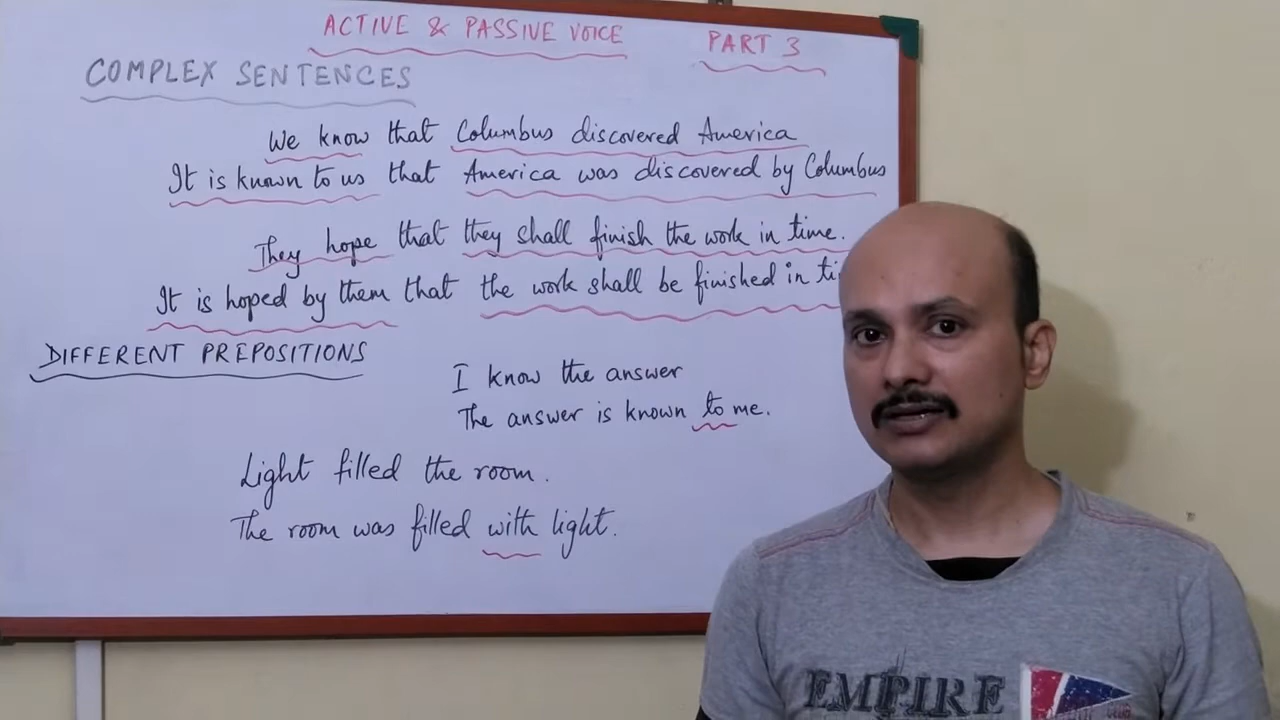 ACTIVE & PASSIVE VOICE PART 3
COMPLEX SENTENCES
We know that Columbus discovered America
It is known to us that America was discovered by Columbus
They hope that they shall finish the work in time.
It is hoped by them that the work shall be finished in
DIFFERENT PREPOSITIONS
I know the answer
The answer is known to me.
Light filled the room.
The room was filled with light.
EMPIRE